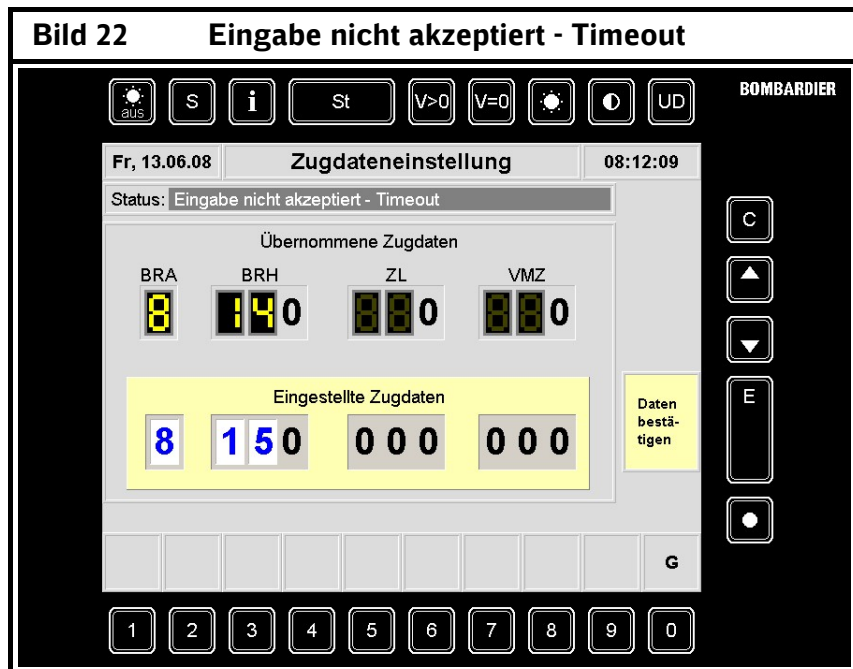 Bild 22 Eingabe nicht akzeptiert - Timeout
aus S i St V>0 V=0 UD
BOMBARDIER
Fr, 13.06.08 Zugdateneinstellung 08:12:09
Status: Eingabe nicht akzeptiert - Timeout
Übernommene Zugdaten
BRA BRH ZL VMZ
8 140 880 880
Eingestellte Zugdaten
8 150 000 000
Daten
bestä-
tigen
C
E
G
1 2 3 4 5 6 7 8 9 0